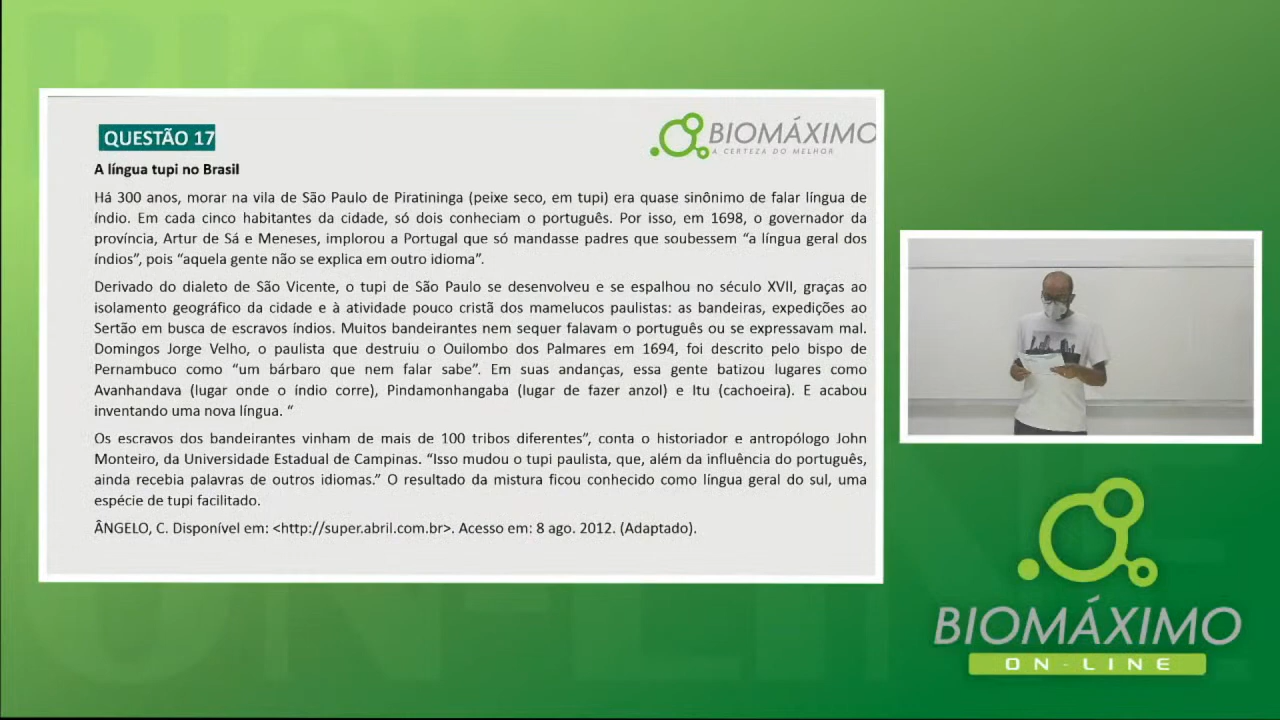 QUESTÃO 17
BIOMÁXIMO
A CERTEZA DO MELHOR
A língua tupi no Brasil
Há 300 anos, morar na vila de São Paulo de Piratininga (peixe seco, em tupi) era quase sinônimo de falar língua de
índio. Em cada cinco habitantes da cidade, só dois conheciam o português. Por isso, em 1698, o governador da
província, Artur de Sá e Meneses, implorou a Portugal que só mandasse padres que soubessem “a língua geral dos
índios”, pois “aquela gente não se explica em outro idioma”.
Derivado do dialeto de São Vicente, o tupi de São Paulo se desenvolveu e se espalhou no século XVII, graças ao
isolamento geográfico da cidade e à atividade pouco cristã dos mamelucos paulistas: as bandeiras, expedições ao
Sertão em busca de escravos índios. Muitos bandeirantes nem sequer falavam o português ou se expressavam mal.
Domingos Jorge Velho, o paulista que destruiu o Ouilombo dos Palmares em 1694, foi descrito pelo bispo de
Pernambuco como “um bárbaro que nem falar sabe”. Em suas andanças, essa gente batizou lugares como
Avanhandava (lugar onde o índio corre), Pindamonhangaba (lugar de fazer anzol) e Itu (cachoeira). E acabou
inventando uma nova língua. “
Os escravos dos bandeirantes vinham de mais de 100 tribos diferentes”, conta o historiador e antropólogo John
Monteiro, da Universidade Estadual de Campinas. “Isso mudou o tupi paulista, que, além da influência do português,
ainda recebia palavras de outros idiomas.” O resultado da mistura ficou conhecido como língua geral do sul, uma
espécie de tupi facilitado.
ÂNGELO, C. Disponível em: <http://super.abril.com.br>. Acesso em: 8 ago. 2012. (Adaptado).
BIOMÁXIMO
ON-LINE